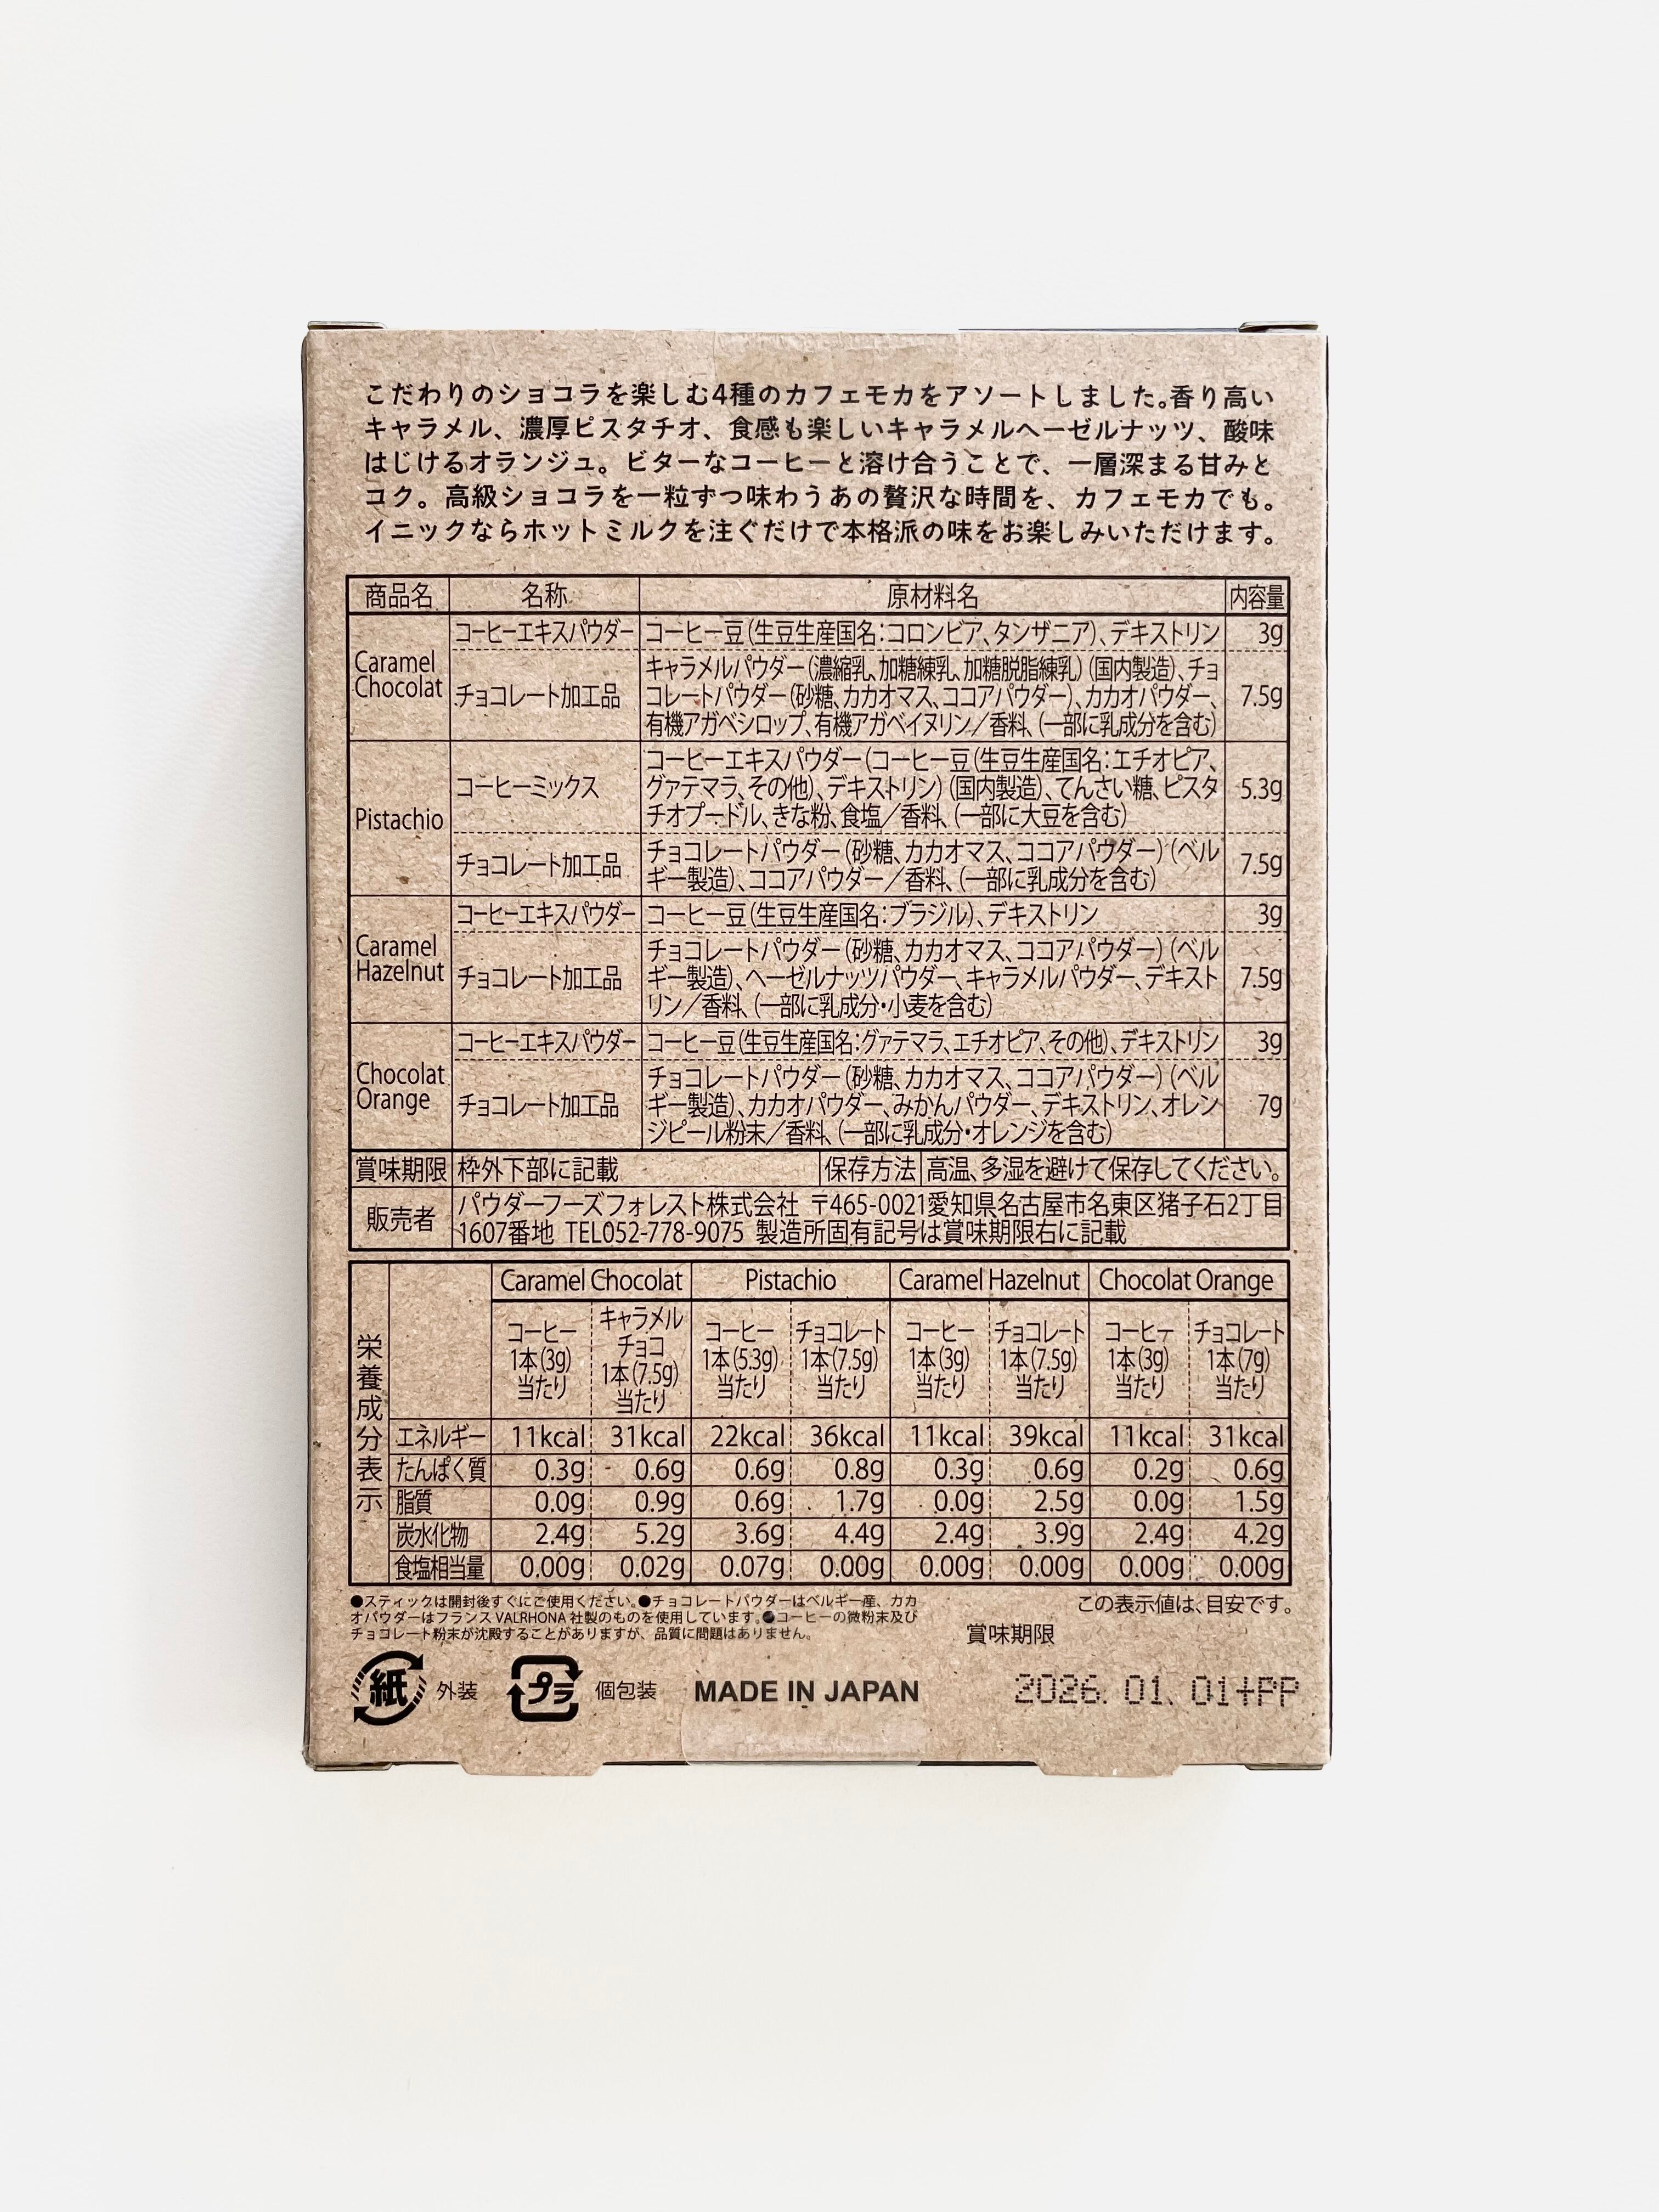 こだわりのショコラを楽しむ4種のカフェモカをアソートしました。香り高い
キャラメル、濃厚ピスタチオ、食感も楽しいキャラメルヘーゼルナッツ、酸味
はじけるオランジュ。ビターなコーヒーと溶け合うことで、一層深まる甘みと
コク。高級ショコラを一粒ずつ味わうあの贅沢な時間を、カフェモカでも。
イニックならホットミルクを注ぐだけで本格派の味をお楽しみいただけます。
商品名 名称 原材料名 内容量
Caramel
Chocolat
コーヒーエキスパウダー コーヒー豆(生豆生産国名:コロンビア、タンザニア)、デキストリン 3g
チョコレート加工品
キャラメルパウダー(濃縮乳、加糖練乳、加糖脱脂練乳)(国内製造)、チョ
コレートパウダー(砂糖、カカオマス、ココアパウダー)、カカオパウダー、
有機アガベシロップ、有機アガベイヌリン/香料、(一部に乳成分を含む)
7.5g
Pistachio
コーヒーミックス
コーヒーエキスパウダー(コーヒー豆(生豆生産国名:エチオピア、
グァテマラ、その他)、デキストリン)(国内製造)、てんさい糖、ピスタ
チオプードル、きな粉、食塩/香料、(一部に大豆を含む)
5.3g
チョコレート加工品
チョコレートパウダー(砂糖、カカオマス、ココアパウダー)(ベル
ギー製造)、ココアパウダー/香料、(一部に乳成分を含む)
7.5g
Caramel
Hazelnut
コーヒーエキスパウダー コーヒー豆(生豆生産国名:ブラジル)、デキストリン 3g
チョコレート加工品
チョコレートパウダー(砂糖、カカオマス、ココアパウダー)(ベル
ギー製造)、ヘーゼルナッツパウダー、キャラメルパウダー、デキスト
リン/香料、(一部に乳成分・小麦を含む)
7.5g
Chocolat
Orange
コーヒーエキスパウダー コーヒー豆(生豆生産国名:グァテマラ、エチオピア、その他)、デキストリン 3g
チョコレート加工品
チョコレートパウダー(砂糖、カカオマス、ココアパウダー)(ベル
ギー製造)、カカオパウダー、みかんパウダー、デキストリン、オレン
ジピール粉末/香料、(一部に乳成分・オレンジを含む)
7g
賞味期限 枠外下部に記載 保存方法 高温、多湿を避けて保存してください。
販売者
パウダーフーズフォレスト株式会社 〒465-0021愛知県名古屋市名東区猪子石2丁目
1607番地 TEL052-778-9075 製造所固有記号は賞味期限右に記載
栄養成分表示
Caramel Chocolat Pistachio Caramel Hazelnut Chocolat Orange
コーヒー
1本(3g)
当たり
キャラメル
チョコ
1本(7.5g)
当たり
コーヒー
1本(5.3g)
当たり
チョコレート
1本(7.5g)
当たり
コーヒー
1本(3g)
当たり
チョコレート
1本(7.5g)
当たり
コーヒー
1本(3g)
当たり
チョコレート
1本(7g)
当たり
エネルギー 11kcal 31kcal 22kcal 36kcal 11kcal 39kcal 11kcal 31kcal
たんぱく質 0.3g 0.6g 0.6g 0.8g 0.3g 0.6g 0.2g 0.6g
脂質 0.0g 0.9g 0.6g 1.7g 0.0g 2.5g 0.0g 1.5g
炭水化物 2.4g 5.2g 3.6g 4.4g 2.4g 3.9g 2.4g 4.2g
食塩相当量 0.00g 0.02g 0.07g 0.00g 0.00g 0.00g 0.00g 0.00g
この表示値は、目安です。
●スティックは開封後すぐにご使用ください。●チョコレートパウダーはベルギー産、カカ
オパウダーはフランス VALRHONA 社製のものを使用しています。●コーヒーの微粉末及び
チョコレート粉末が沈殿することがありますが、品質に問題はありません。
賞味期限
紙 外装 プラ 個包装 MADE IN JAPAN 2026. 01. 01+PP